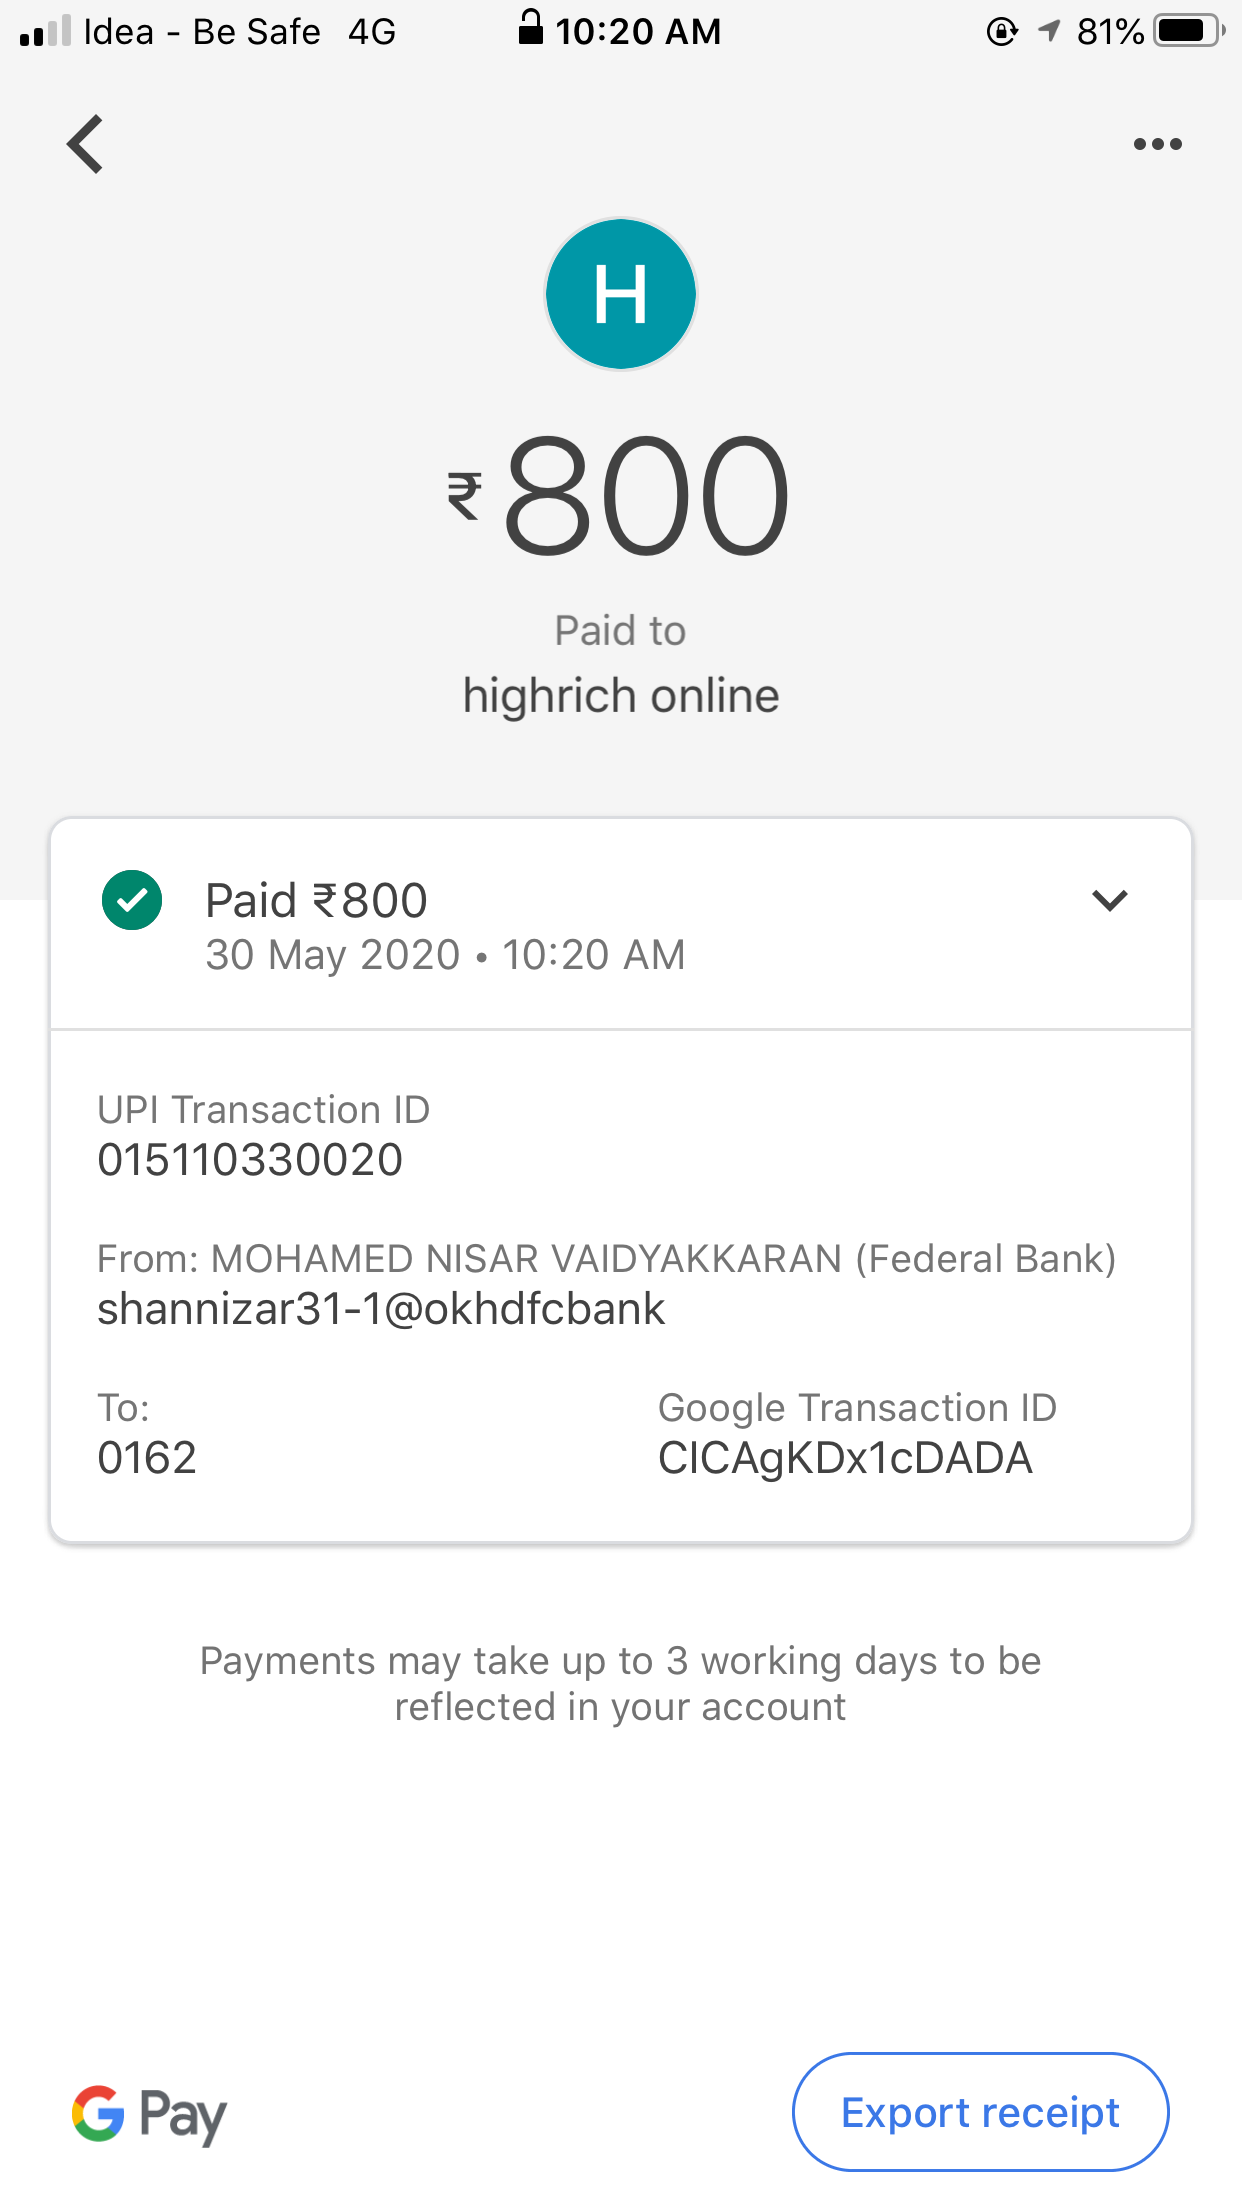 Idea - Be Safe 4G 10:20 AM 81%
H
₹800
Paid to
highrich online
Paid ₹800
30 May 2020 • 10:20 AM
UPI Transaction ID
015110330020
From: MOHAMED NISAR VAIDYAKKARAN (Federal Bank)
shannizar31-1@okhdfcbank
To:
0162
Google Transaction ID
CICAgKDx1cDADA
Payments may take up to 3 working days to be
reflected in your account
G Pay
Export receipt